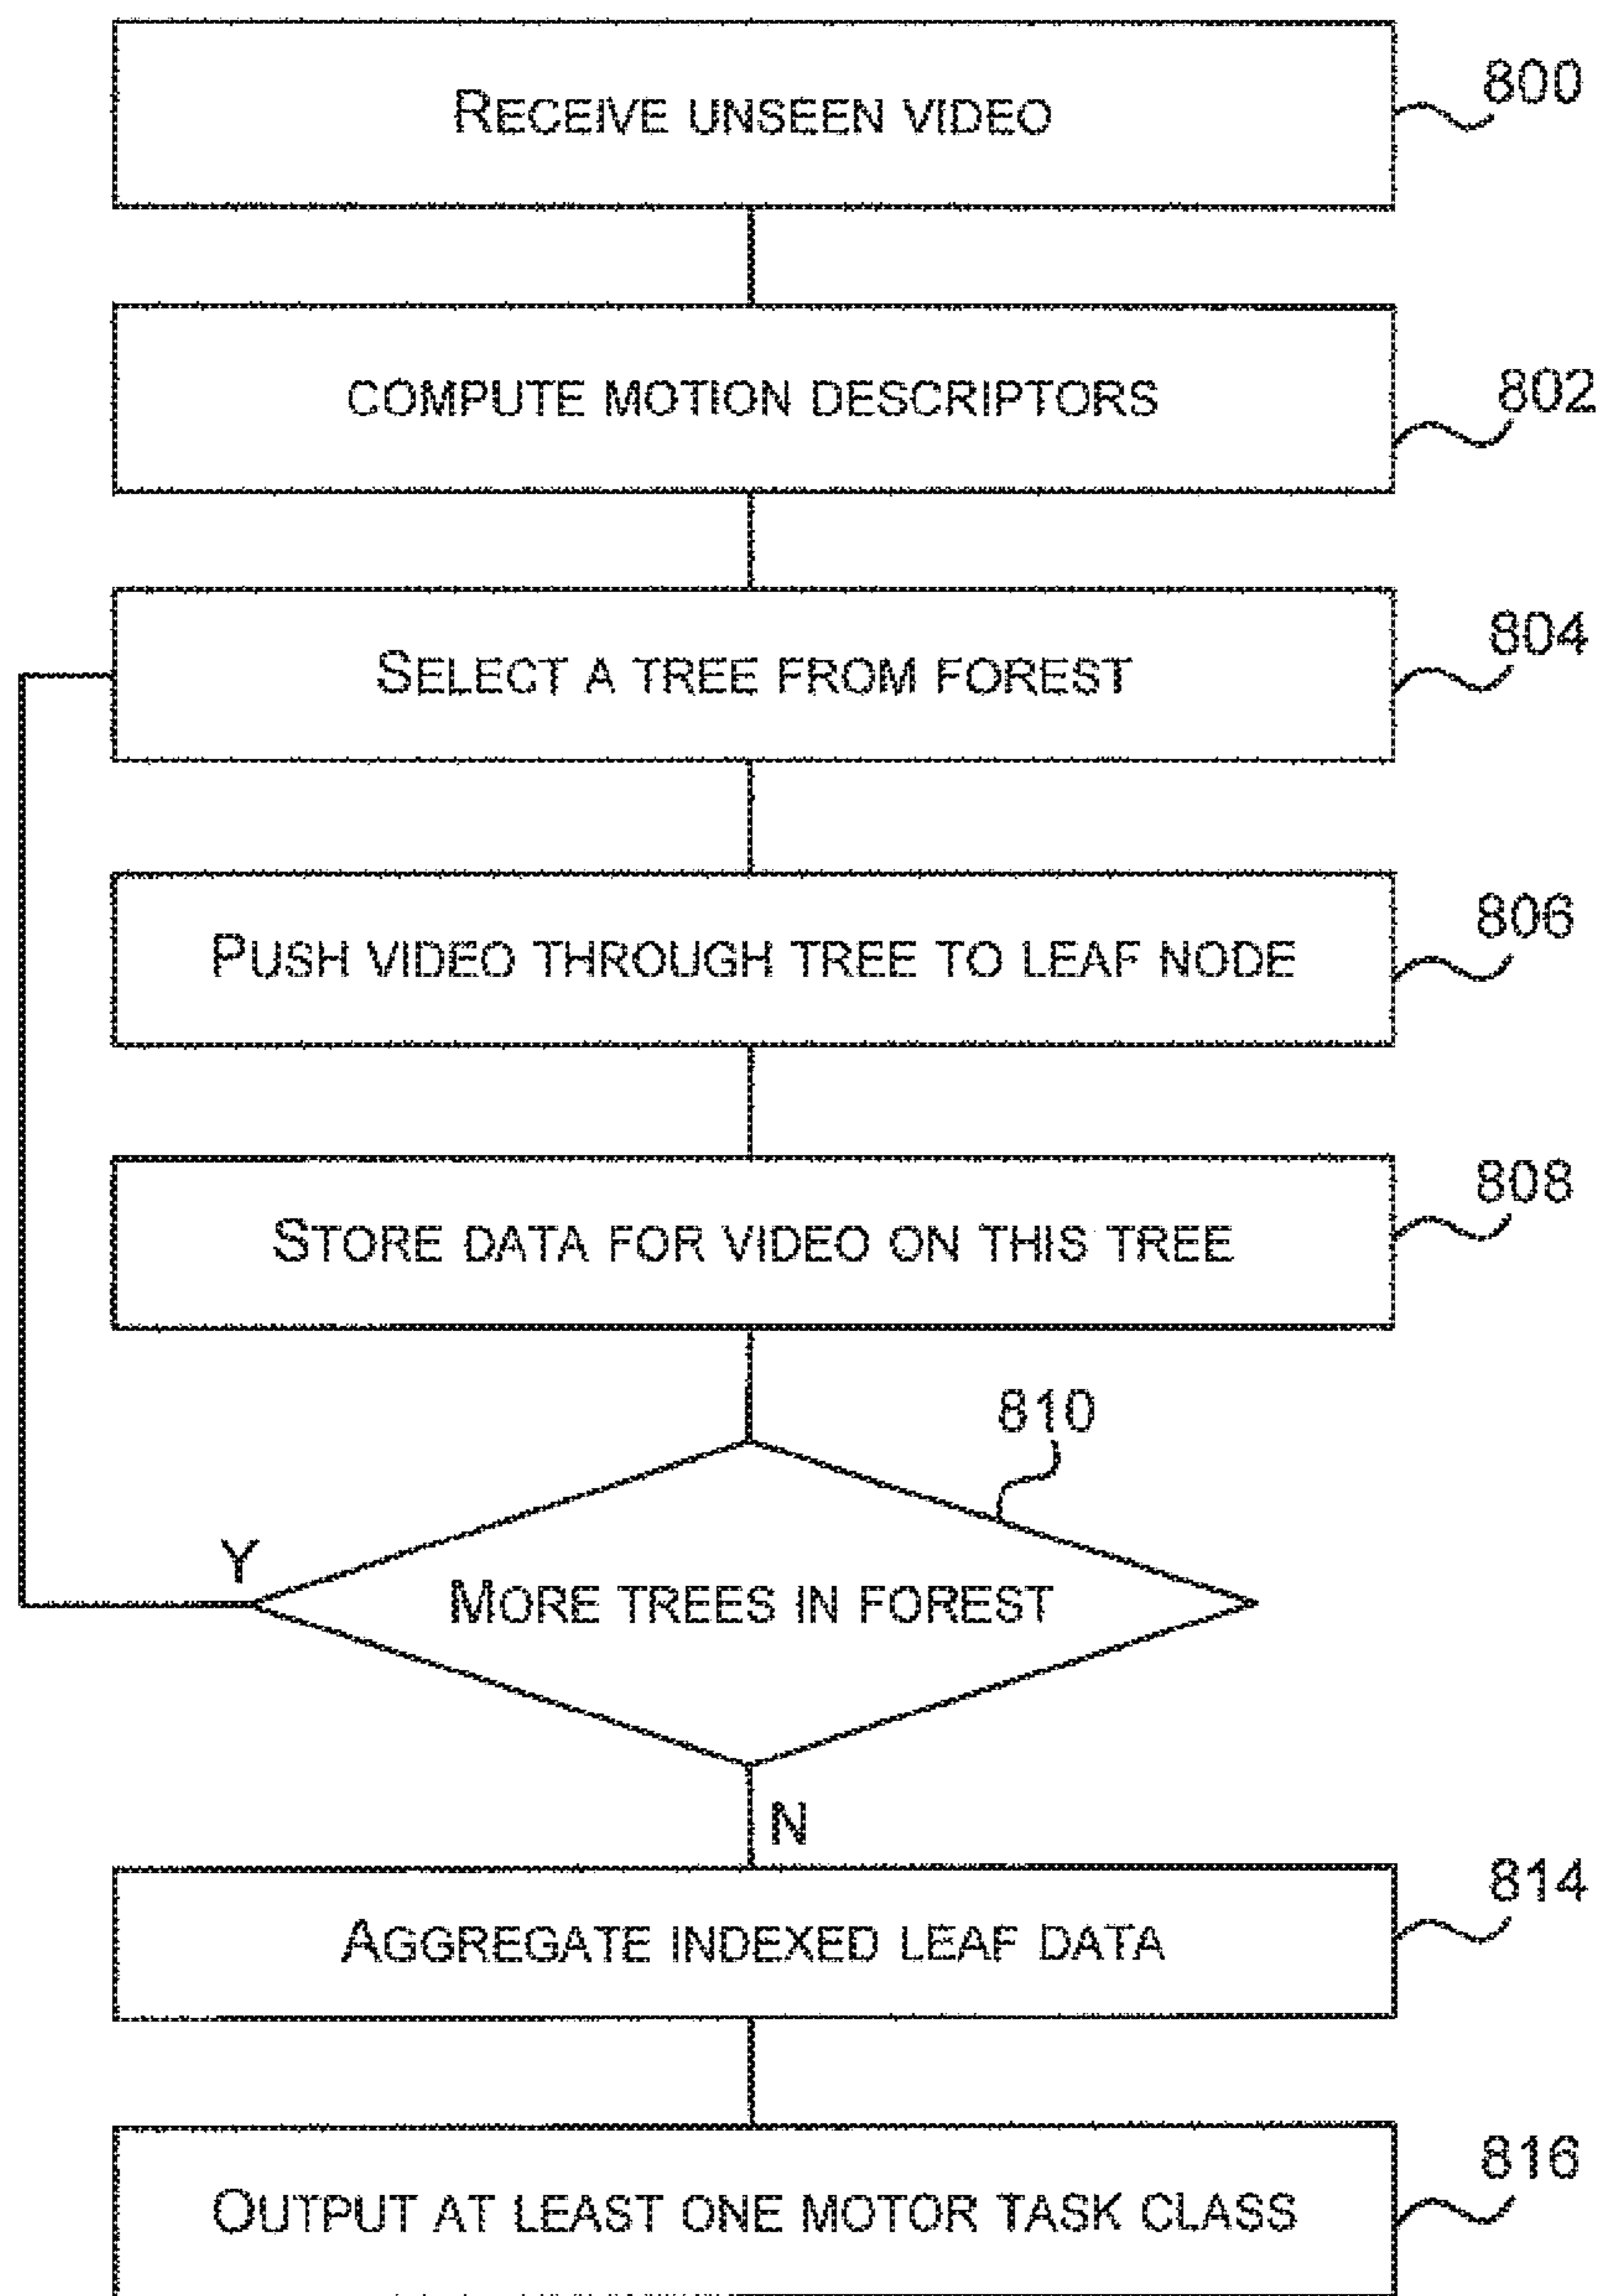 RECEIVE UNSEEN VIDEO
800
COMPUTE MOTION DESCRIPTORS
802
SELECT A TREE FROM FOREST
804
PUSH VIDEO THROUGH TREE TO LEAF NODE
806
STORE DATA FOR VIDEO ON THIS TREE
808
810
Y
MORE TREES IN FOREST
N
AGGREGATE INDEXED LEAF DATA
814
OUTPUT AT LEAST ONE MOTOR TASK CLASS
816